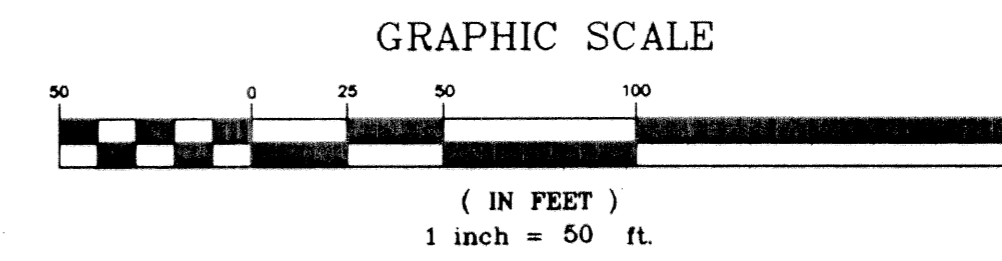 GRAPHIC SCALE
50 0 25 50 100
( IN FEET )
1 inch = 50 ft.